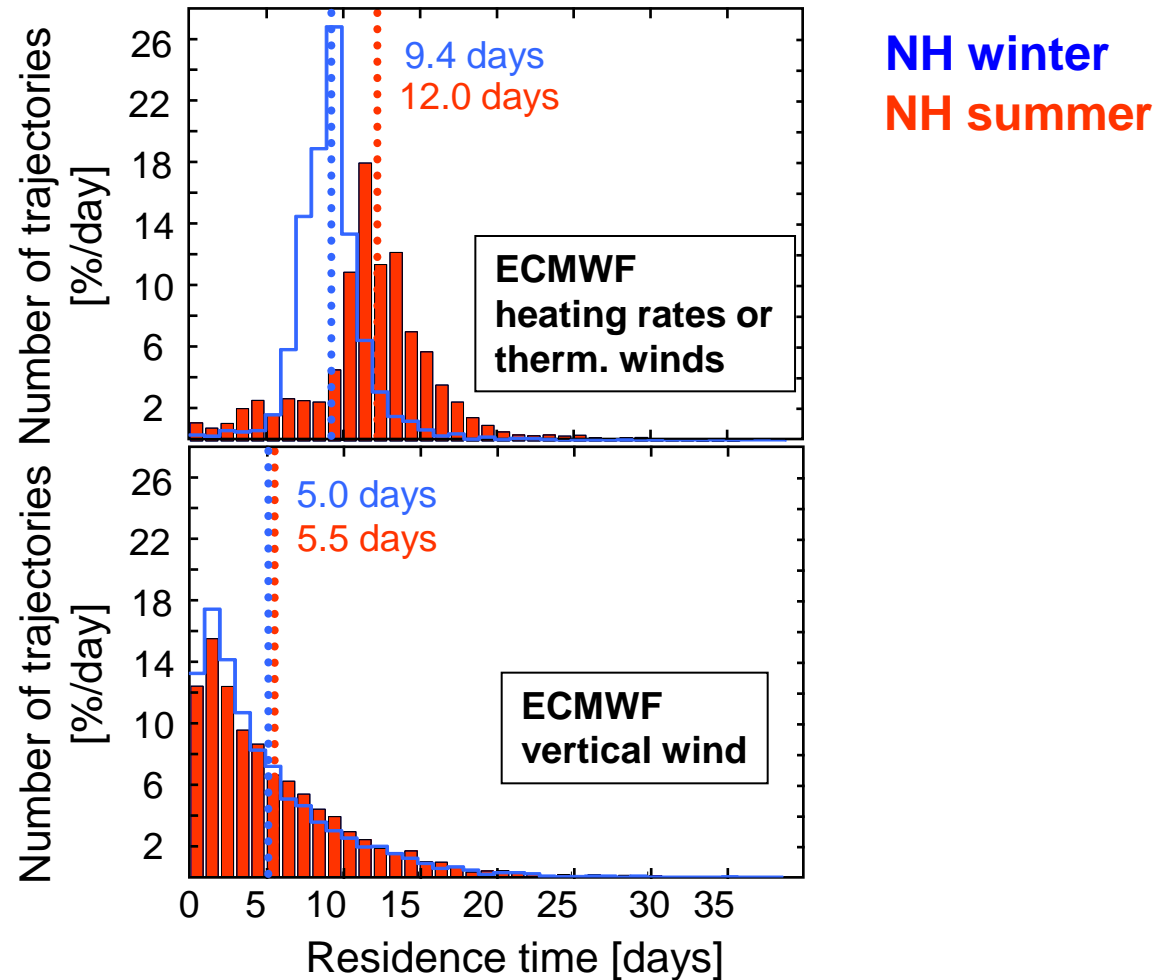 NH winter
NH summer
Number of trajectories
[%/day]
26
22
18
14
10
6
2
9.4 days
12.0 days
ECMWF
heating rates or
therm. winds
Number of trajectories
[%/day]
26
22
18
14
10
6
2
5.0 days
5.5 days
ECMWF
vertical wind
0 5 10 15 20 25 30 35
Residence time [days]